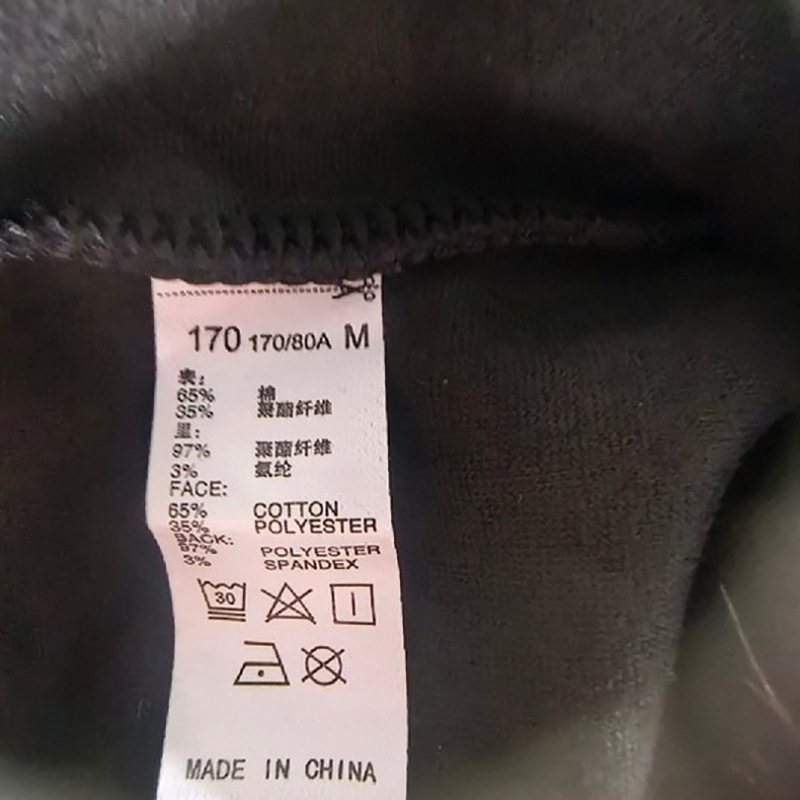 170 170/80A M
表:
65% 棉
35% 聚酯纤维
里:
97% 聚酯纤维
3% 氨纶
FACE:
65% COTTON
35% POLYESTER
BACK:
97% POLYESTER
3% SPANDEX
30
MADE IN CHINA